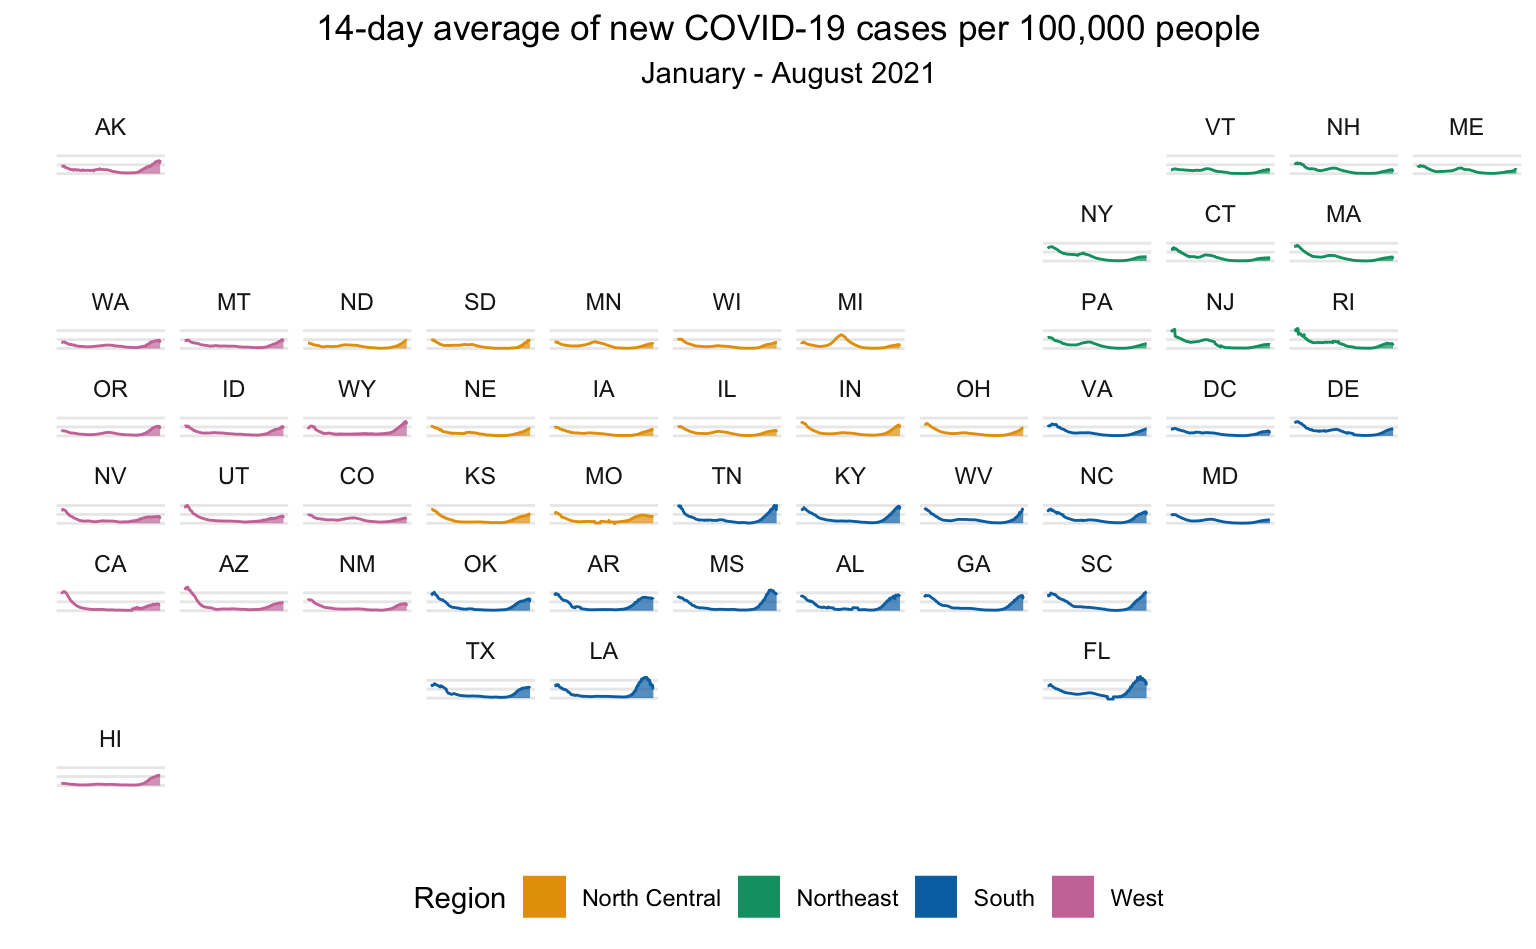 14-day average of new COVID-19 cases per 100,000 people
January - August 2021
AK VT NH ME
NY CT MA
WA MT ND SD MN WI MI PA NJ RI
OR ID WY NE IA IL IN OH VA DC DE
NV UT CO KS MO TN KY WV NC MD
CA AZ NM OK AR MS AL GA SC
TX LA FL
HI
Region North Central Northeast South West